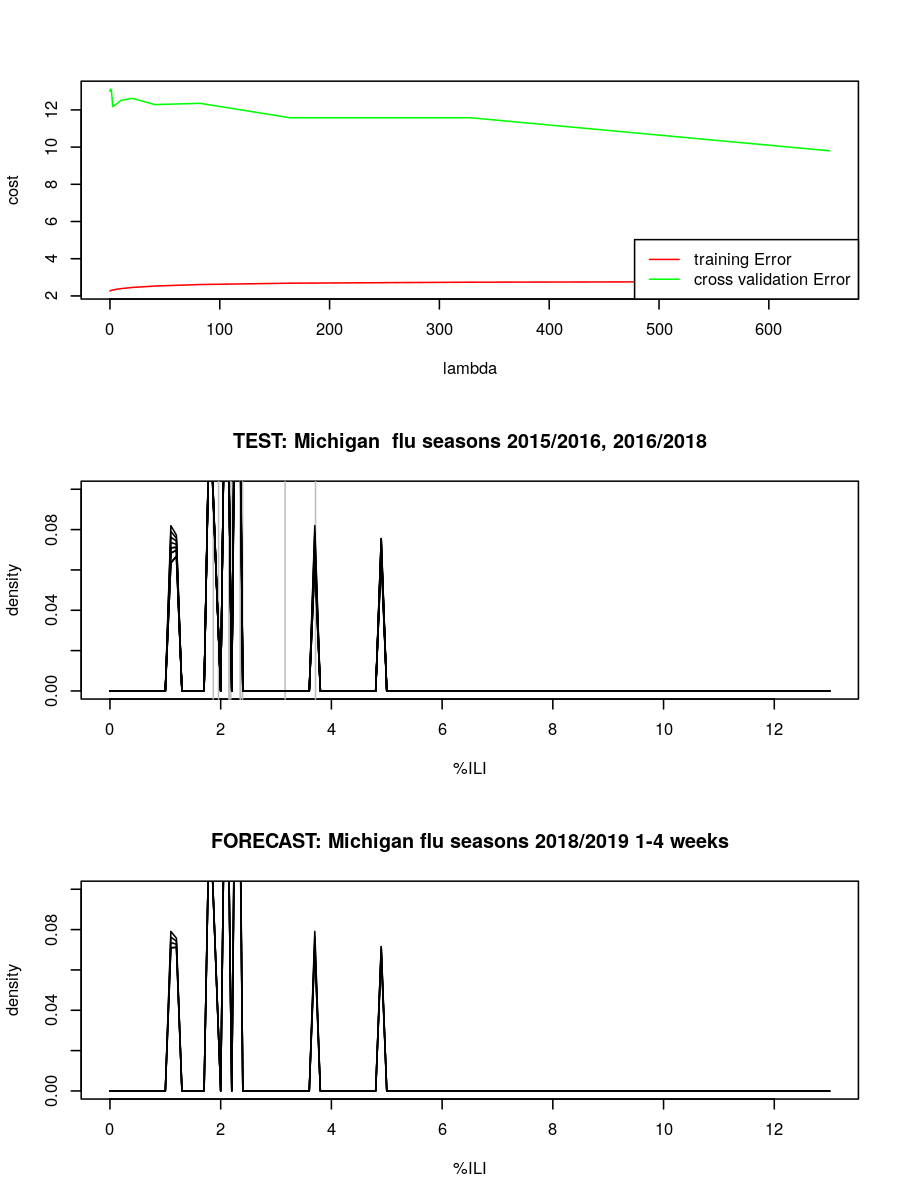 cost
2
4
6
8
10
12
training Error
cross validation Error
0 100 200 300 400 500 600
lambda
TEST: Michigan  flu seasons 2015/2016, 2016/2018
density
0.00
0.04
0.08
0 2 4 6 8 10 12
%ILI
FORECAST: Michigan flu seasons 2018/2019 1-4 weeks
density
0.00
0.04
0.08
0 2 4 6 8 10 12
%ILI